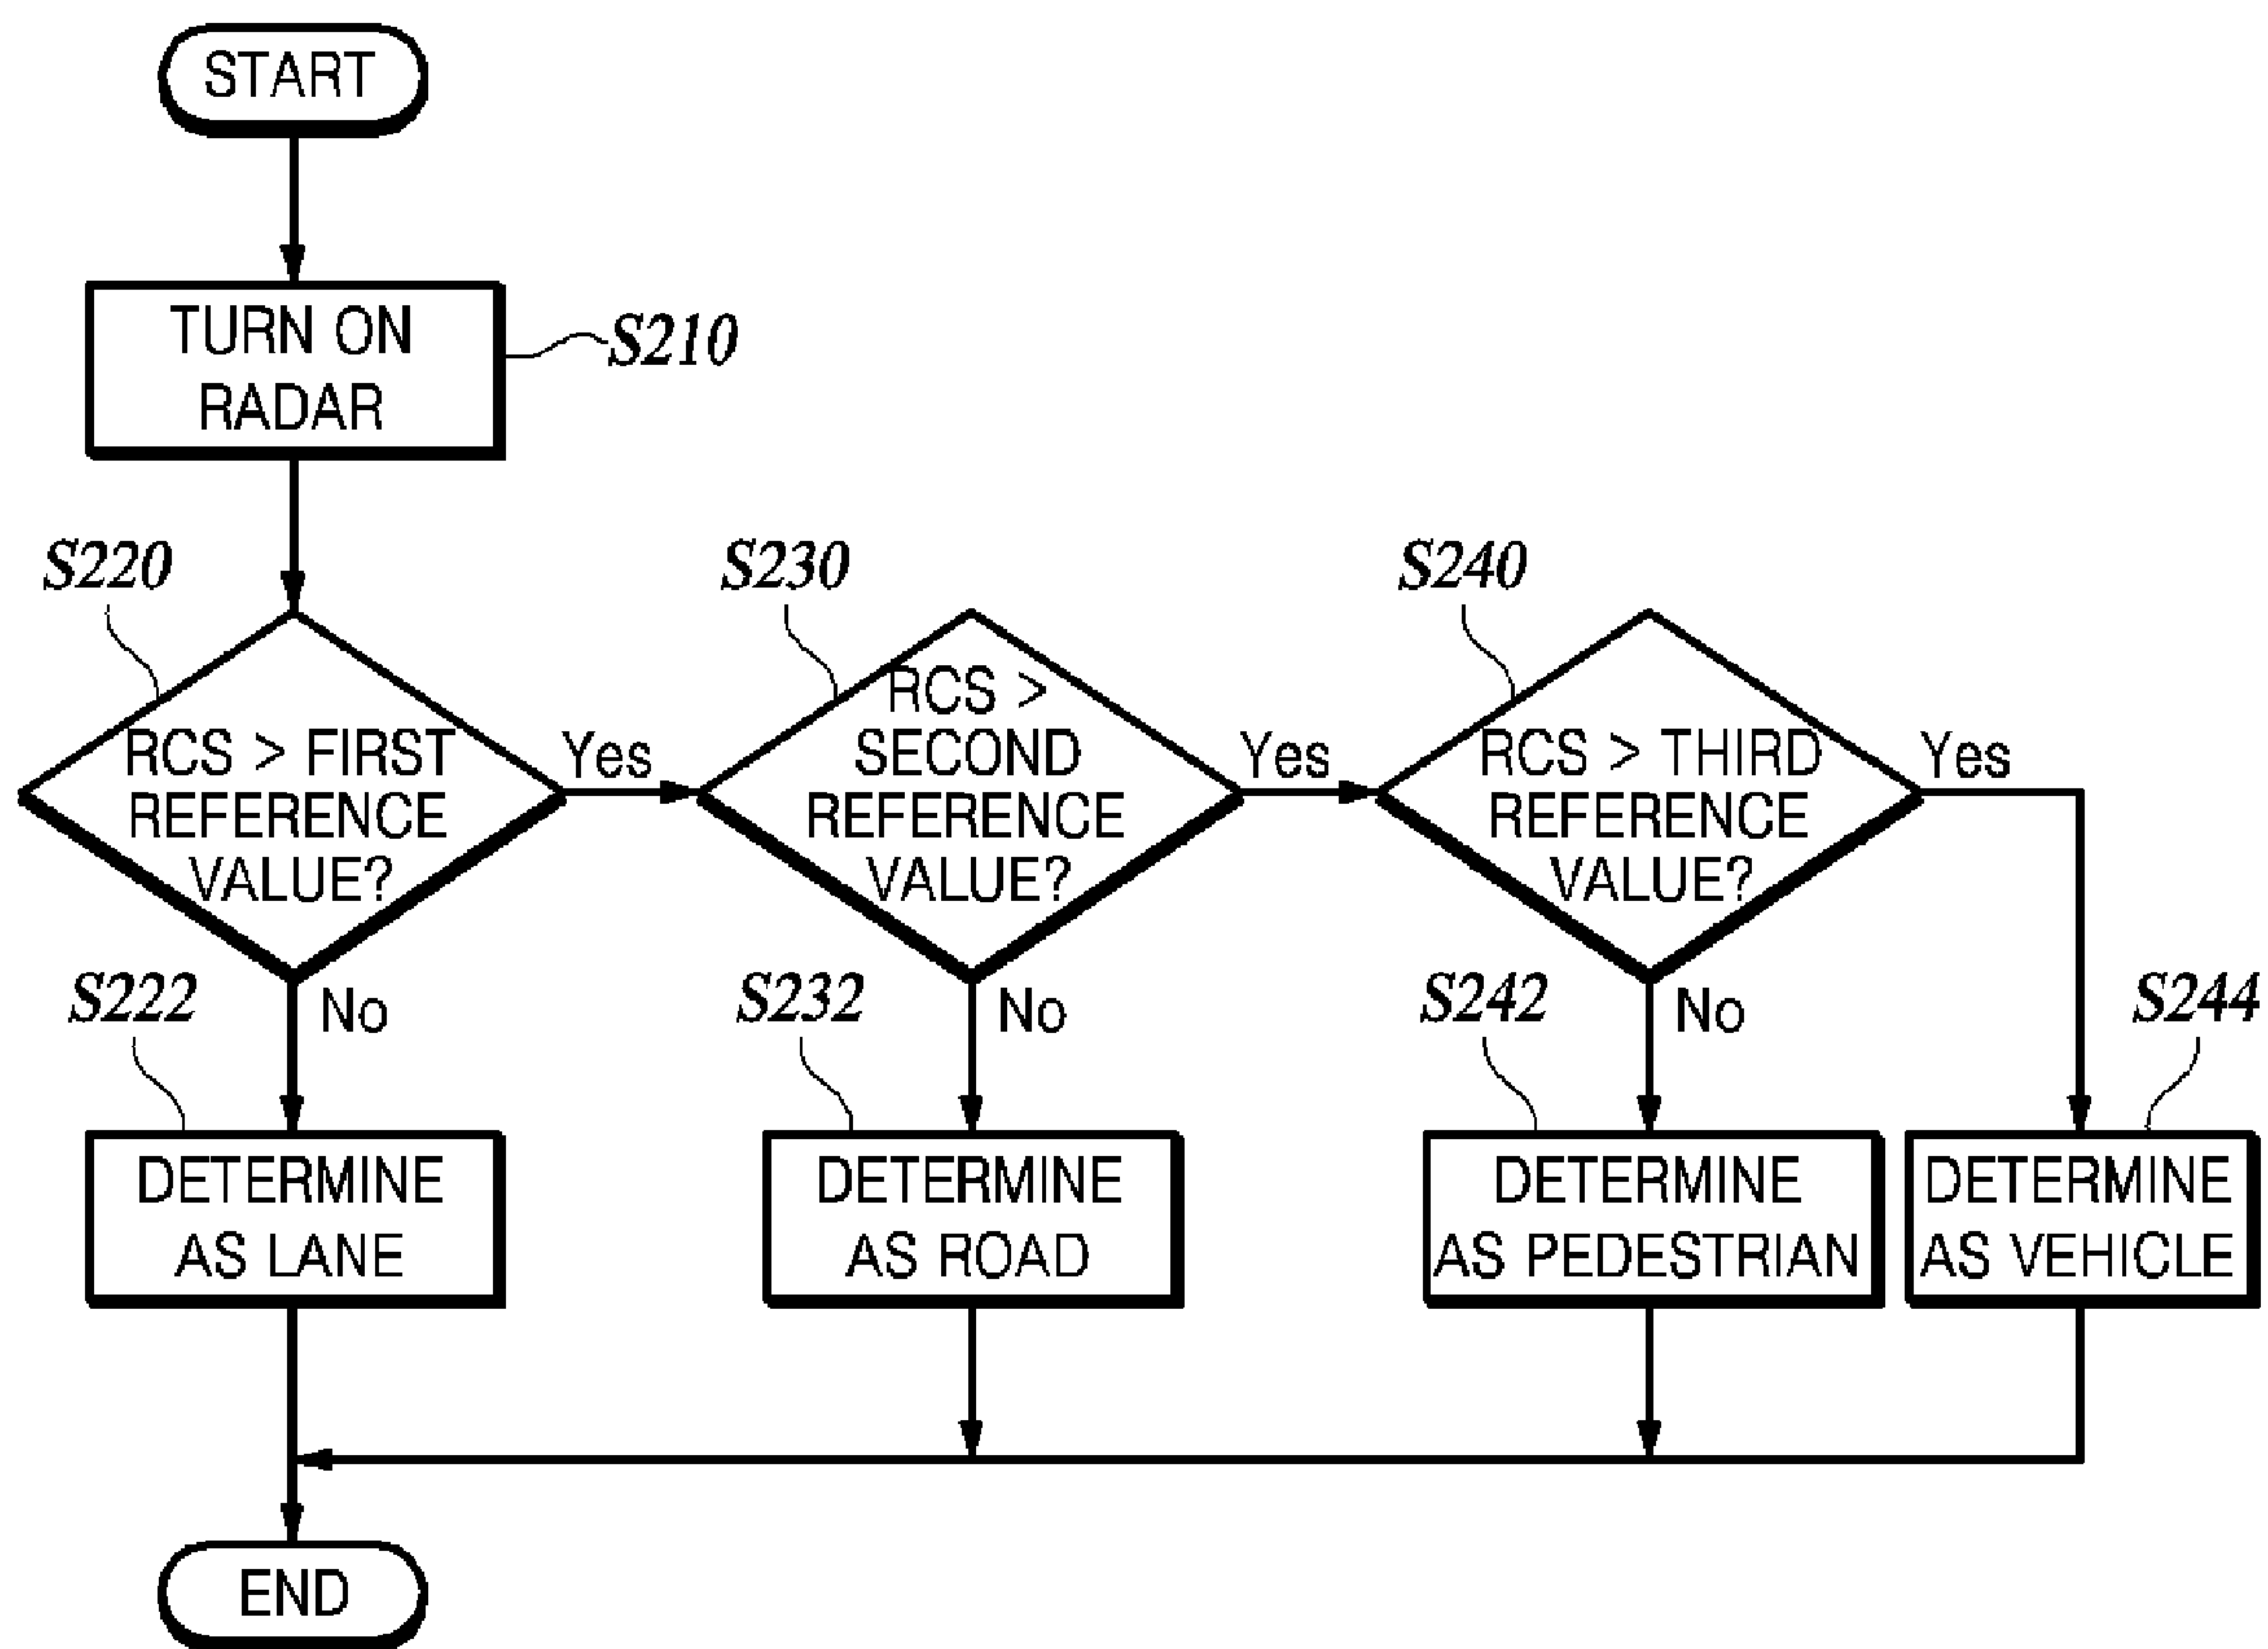 START
TURN ON
RADAR
S210
S220
RCS > FIRST
REFERENCE
VALUE?
Yes
No
S230
RCS >
SECOND
REFERENCE
VALUE?
Yes
No
S240
RCS > THIRD
REFERENCE
VALUE?
Yes
No
S222
DETERMINE
AS LANE
S232
DETERMINE
AS ROAD
S242
DETERMINE
AS PEDESTRIAN
S244
DETERMINE
AS VEHICLE
END